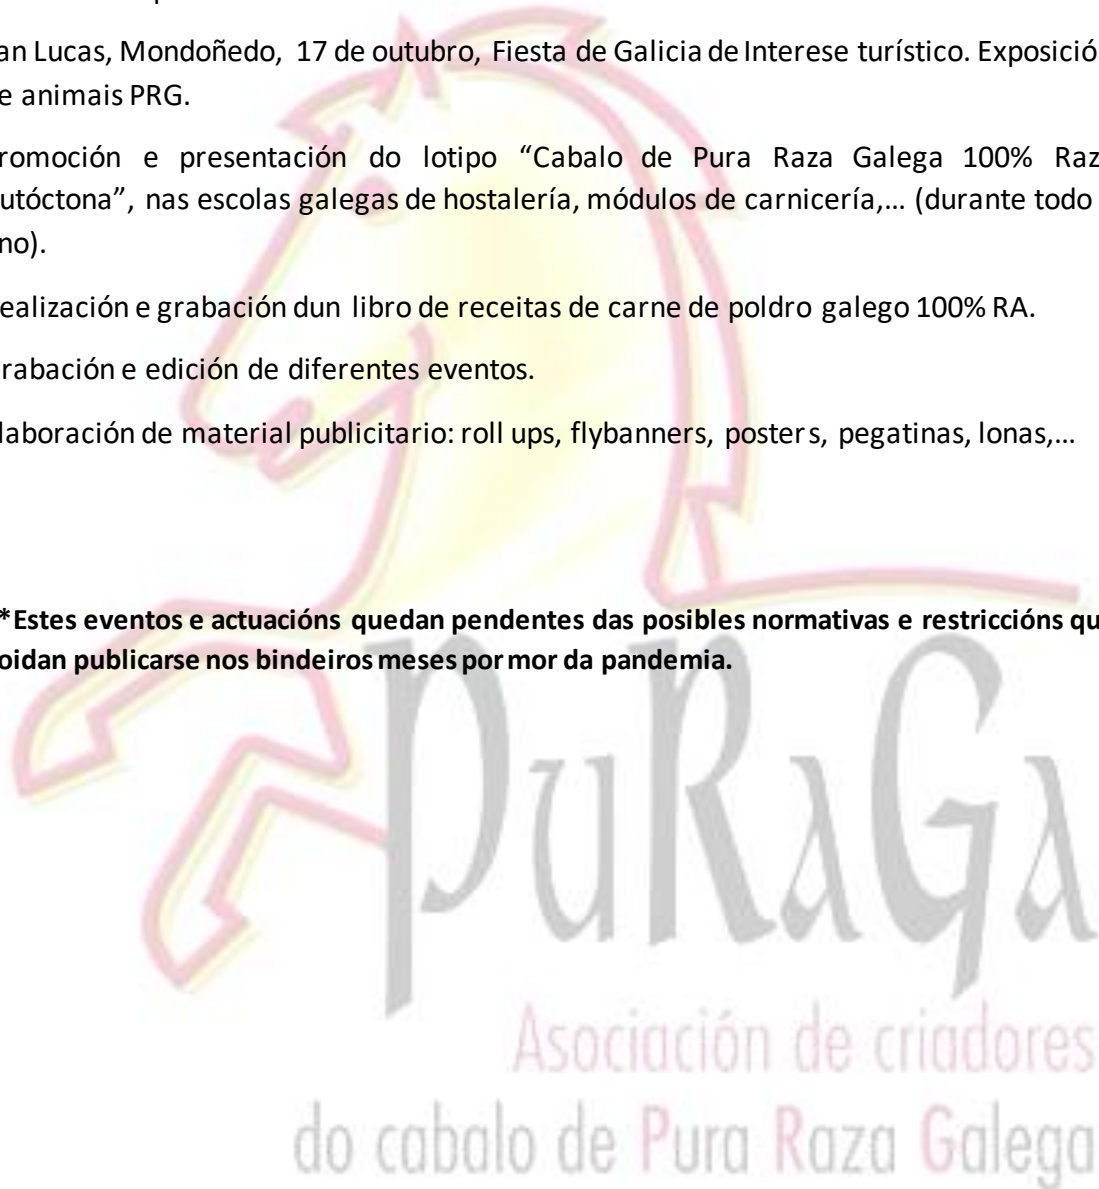 an Lucas, Mondoñedo, 17 de outubro, Fiesta de Galicia de Interese turístico. Exposició
e animais PRG.
romoción e presentación do lotipo “Cabalo de Pura Raza Galega 100% Raz
utóctona”, nas escolas galegas de hostalería, módulos de carnicería,... (durante todo
no).
ealización e grabación dun libro de receitas de carne de poldro galego 100% RA.
rabación e edición de diferentes eventos.
laboración de material publicitario: roll ups, flybanners, posters, pegatinas, lonas,...
*Estes eventos e actuacións quedan pendentes das posibles normativas e restriccións qu
oidan publicarse nos bindeiros meses por mor da pandemia.
PuRaGa
Asociación de criadores
do cabalo de Pura Raza Galega